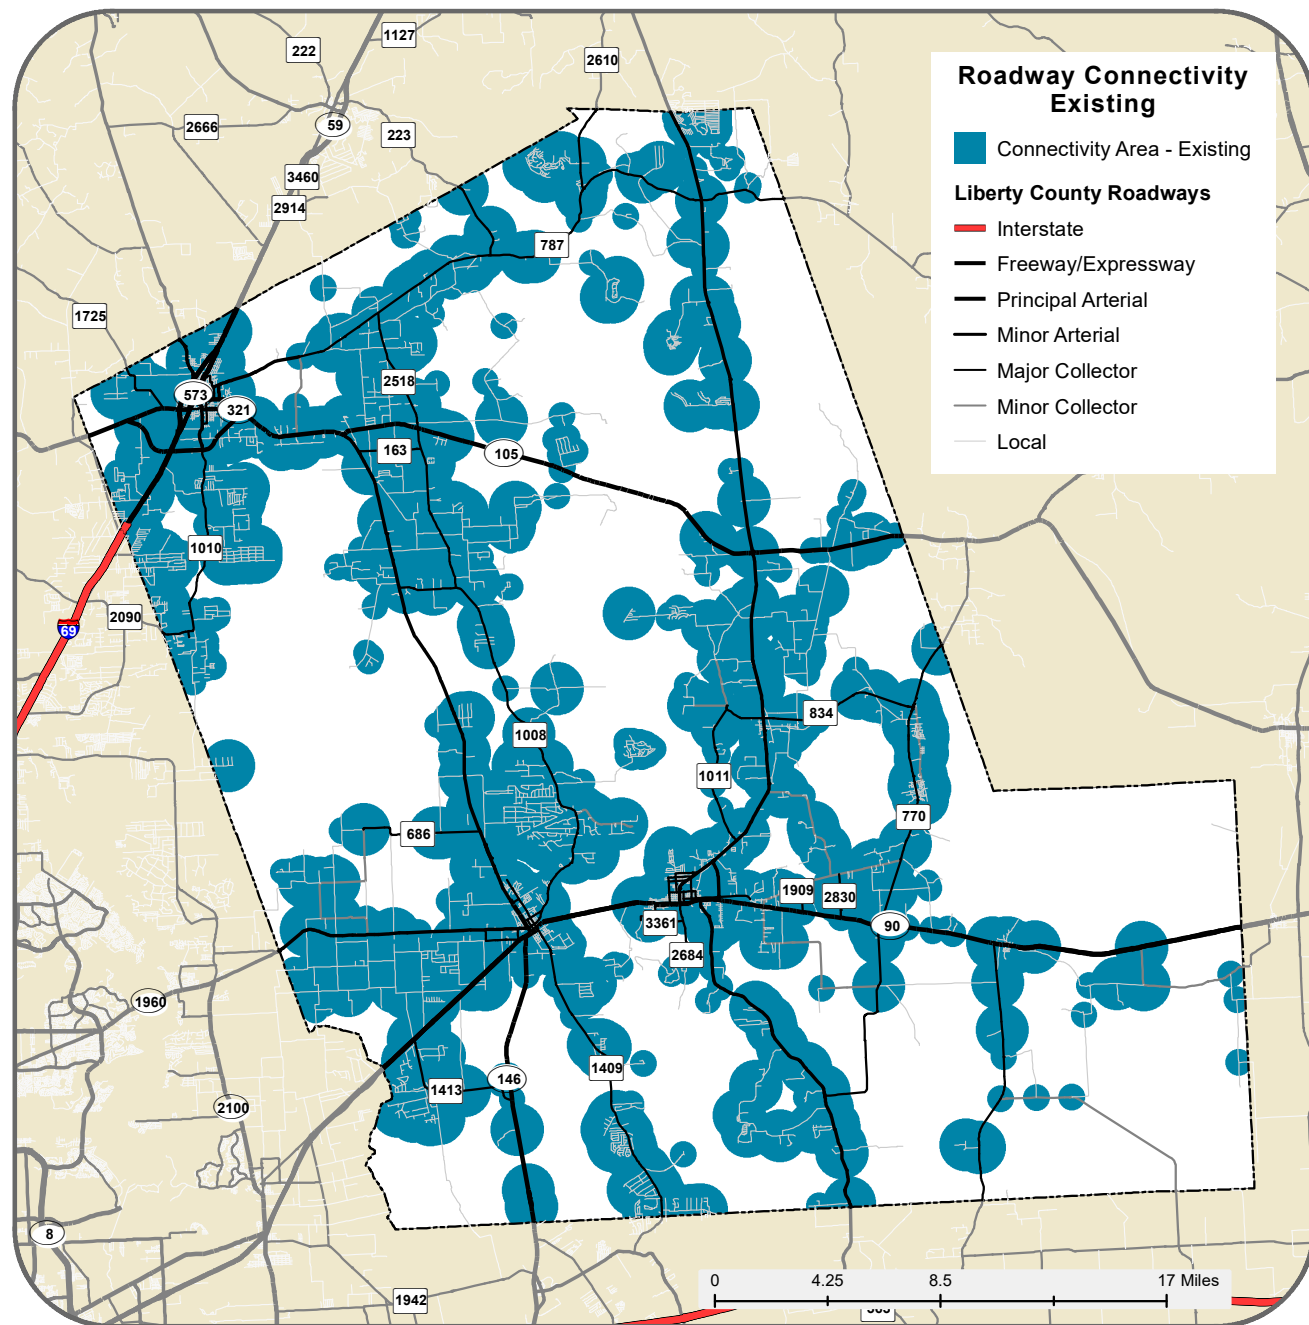 1127
222
2610
Roadway Connectivity
Existing
Connectivity Area - Existing
Liberty County Roadways
Interstate
Freeway/Expressway
Principal Arterial
Minor Arterial
Major Collector
Minor Collector
Local
2666
59
223
3460
2914
787
1725
2518
573
321
163
105
1010
2090
69
834
1008
1011
770
686
1909
2830
3361
90
2684
1960
1409
146
1413
2100
8
1942
0 4.25 8.5 17 Miles